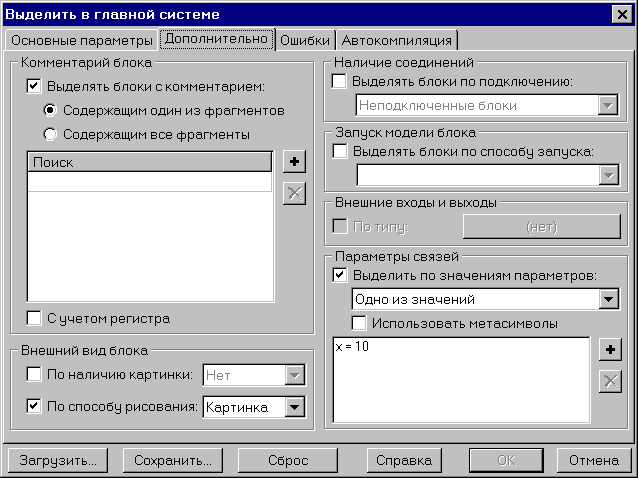 Выделить в главной системе
Основные параметры Дополнительно Ошибки Автокомпиляция
Комментарий блока
Выделять блоки с комментарием:
Содержащим один из фрагментов
Содержащим все фрагменты
Поиск
С учетом регистра
Внешний вид блока
По наличию картинки: Нет
По способу рисования: Картинка
Наличие соединений
Выделять блоки по подключению:
Неподключенные блоки
Запуск модели блока
Выделять блоки по способу запуска:
Внешние входы и выходы
По типу: (нет)
Параметры связей
Выделить по значениям параметров:
Одно из значений
Использовать метасимволы
x = 10
Загрузить... Сохранить... Сброс Справка OK Отмена